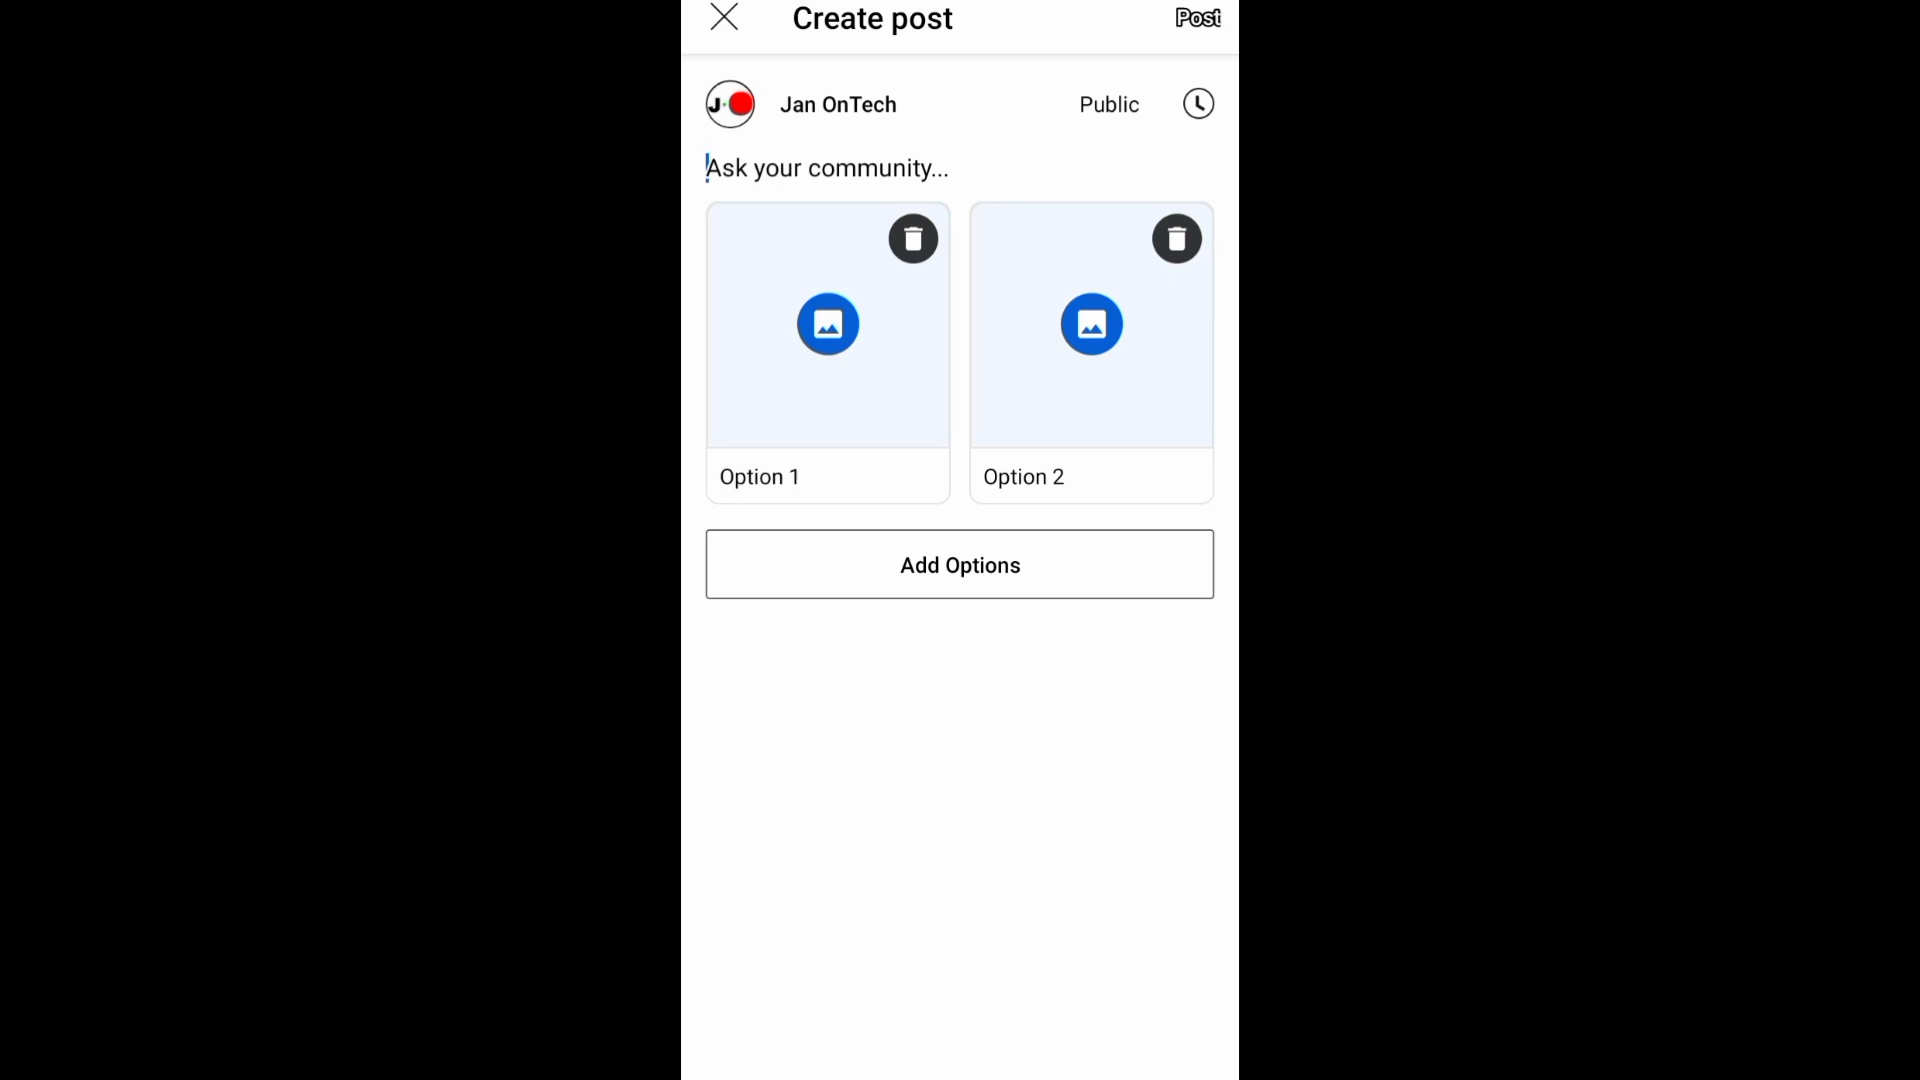 Create post
Post
J
Jan OnTech
Public
Ask your community...
Option 1
Option 2
Add Options